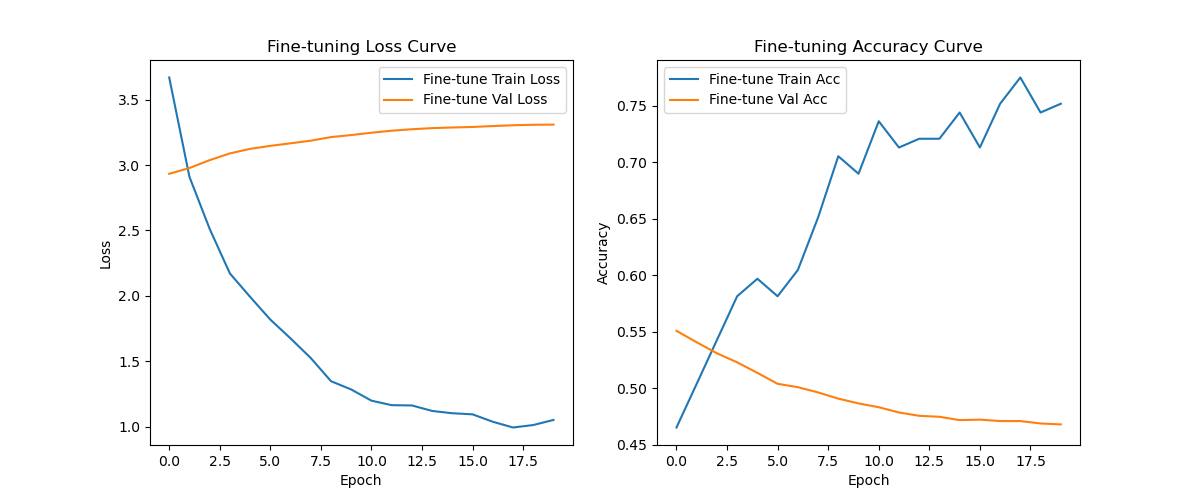 Fine-tuning Loss Curve
Fine-tune Train Loss
Fine-tune Val Loss
3.5
3.0
2.5
2.0
1.5
1.0
Loss
0.0 2.5 5.0 7.5 10.0 12.5 15.0 17.5
Epoch
Fine-tuning Accuracy Curve
Fine-tune Train Acc
Fine-tune Val Acc
0.75
0.70
0.65
0.60
0.55
0.50
0.45
Accuracy
0.0 2.5 5.0 7.5 10.0 12.5 15.0 17.5
Epoch